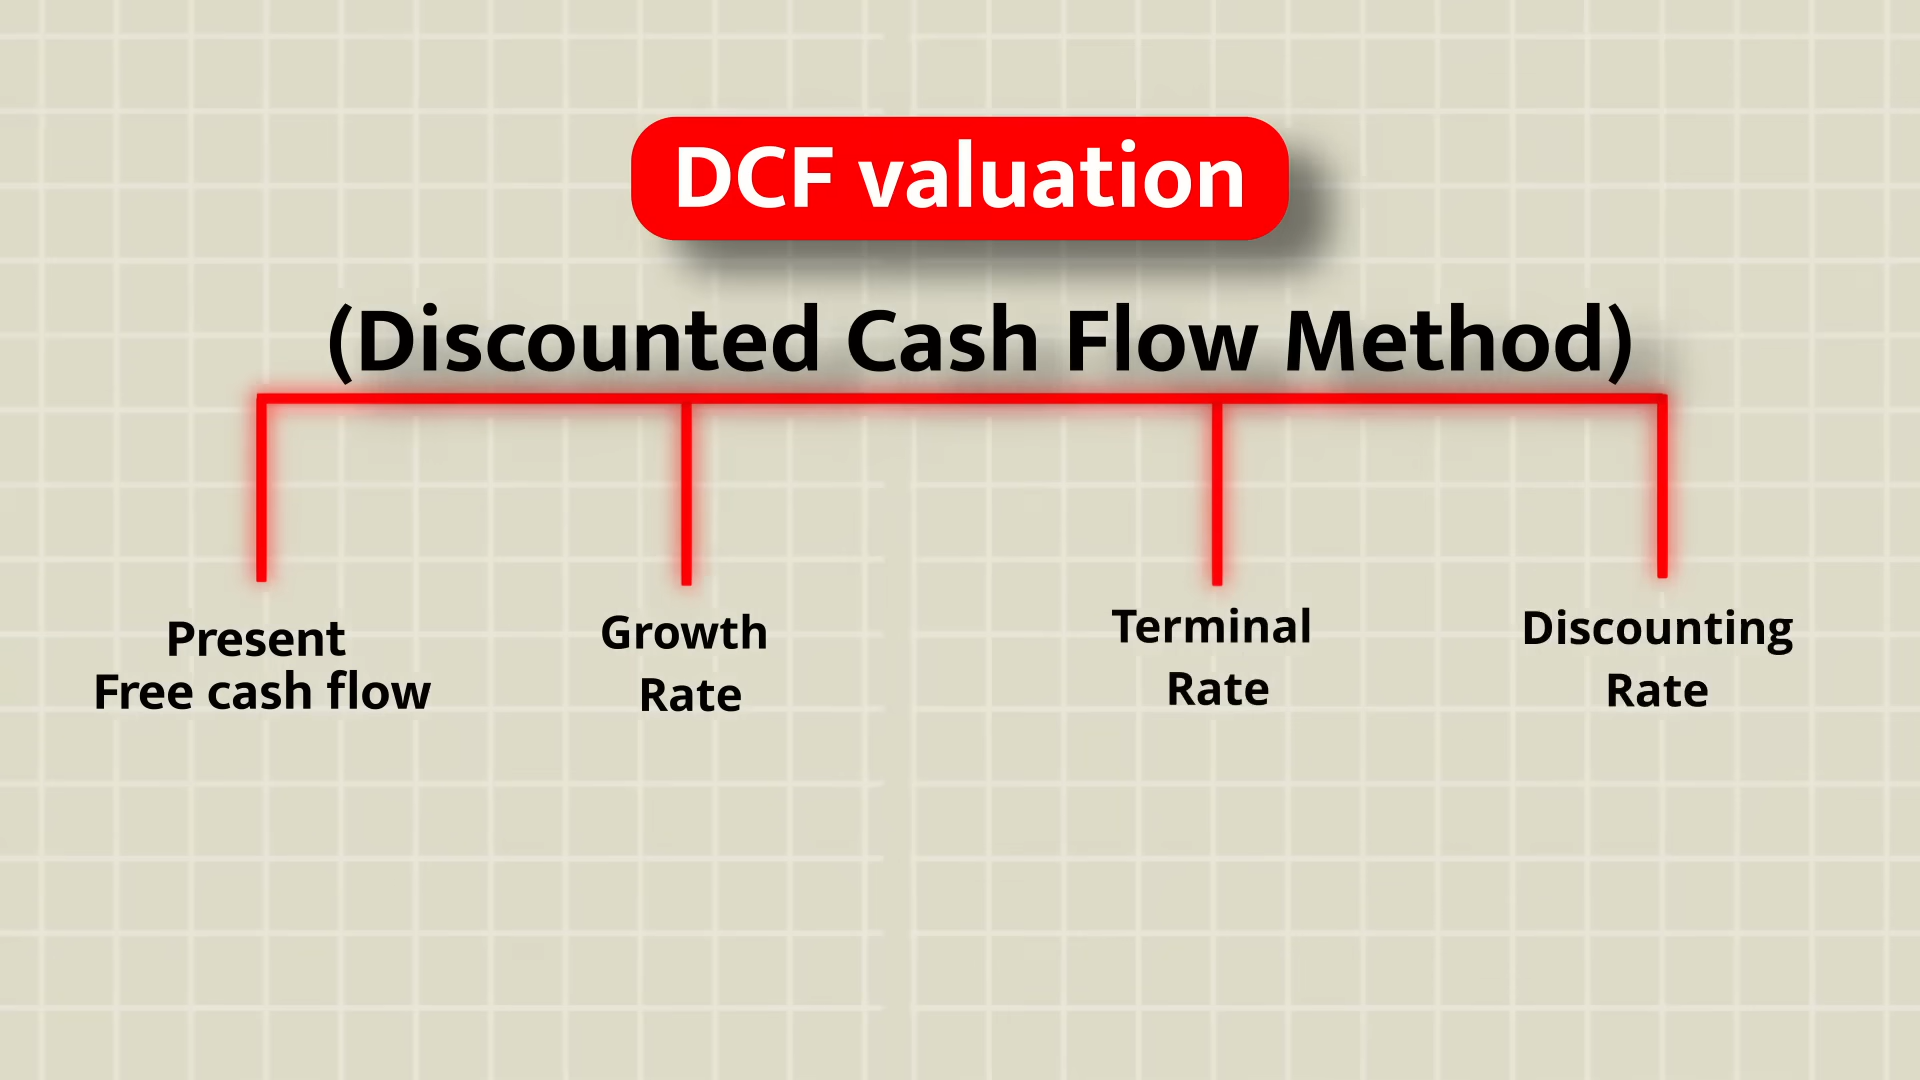 DCF valuation
(Discounted Cash Flow Method)
Present
Free cash flow
Growth
Rate
Terminal
Rate
Discounting
Rate